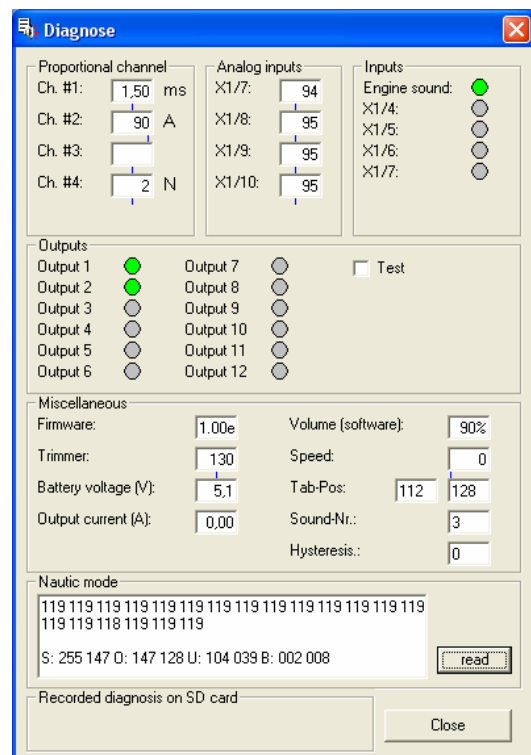 Diagnose
Proportional channel
Ch. #1: 1,50 ms
Ch. #2: 90 A
Ch. #3:
Ch. #4: 2 N
Analog inputs
X1/7: 94
X1/8: 95
X1/9: 95
X1/10: 95
Inputs
Engine sound:
X1/4:
X1/5:
X1/6:
X1/7:
Outputs
Output 1
Output 2
Output 3
Output 4
Output 5
Output 6
Output 7
Output 8
Output 9
Output 10
Output 11
Output 12
Test
Miscellaneous
Firmware: 1.00e
Trimmer: 130
Battery voltage (V): 5,1
Output current (A): 0,00
Volume (software): 90%
Speed: 0
Tab-Pos: 112 128
Sound-Nr.: 3
Hysteresis.: 0
Nautic mode
119 119 119 119 119 119 119 119 119 119 119 119 119 119
119 119 118 119 119 119
S: 255 147 O: 147 128 U: 104 039 B: 002 008
read
Recorded diagnosis on SD card
Close